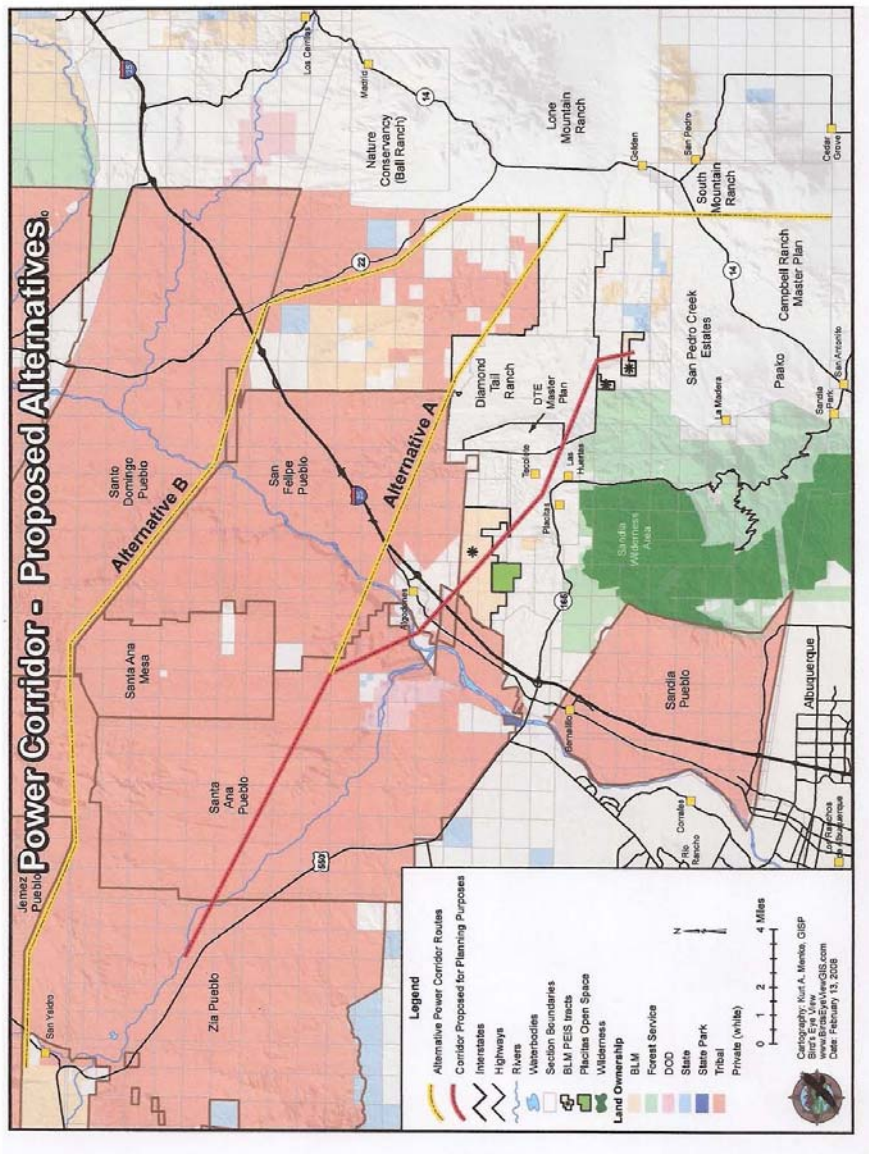 Power Corridor - Proposed Alternatives
Jemez
Pueblo
San Ysidro
Zia Pueblo
550
Santa
Ana
Pueblo
Santa Ana
Mesa
Alternative B
Santo
Domingo
Pueblo
San
Felipe
Pueblo
25
Alternative A
22
25
Los Cerrillos
Madrid
14
Nature
Conservancy
(Ball Ranch)
Lone
Mountain
Ranch
Golden
San Pedro
South
Mountain
Ranch
Cedar
Grove
14
Campbell Ranch
Master Plan
San Pedro Creek
Estates
Paako
La Madera
San Antonito
Sandia
Park
Diamond
Tail
Ranch
DTE
Master
Plan
Tecolote
Las
Huertas
Placitas
165
Algodones
Sandia
Wilderness
Area
Sandia
Pueblo
Bernalillo
Albuquerque
Corrales
Rio
Rancho
Los Ranchos
de Albuquerque
Legend
Alternative Power Corridor Routes
Corridor Proposed for Planning Purposes
Interstates
Highways
Rivers
Waterbodies
Section Boundaries
BLM PEIS tracts
Placitas Open Space
Wilderness
Land Ownership
BLM
Forest Service
DOD
State
State Park
Tribal
Private (white)
N
0 1 2 4 Miles
Cartography: Kurt A. Menke, GISP
Bird's Eye View
www.BirdsEyeViewGIS.com
Date: February 13, 2008